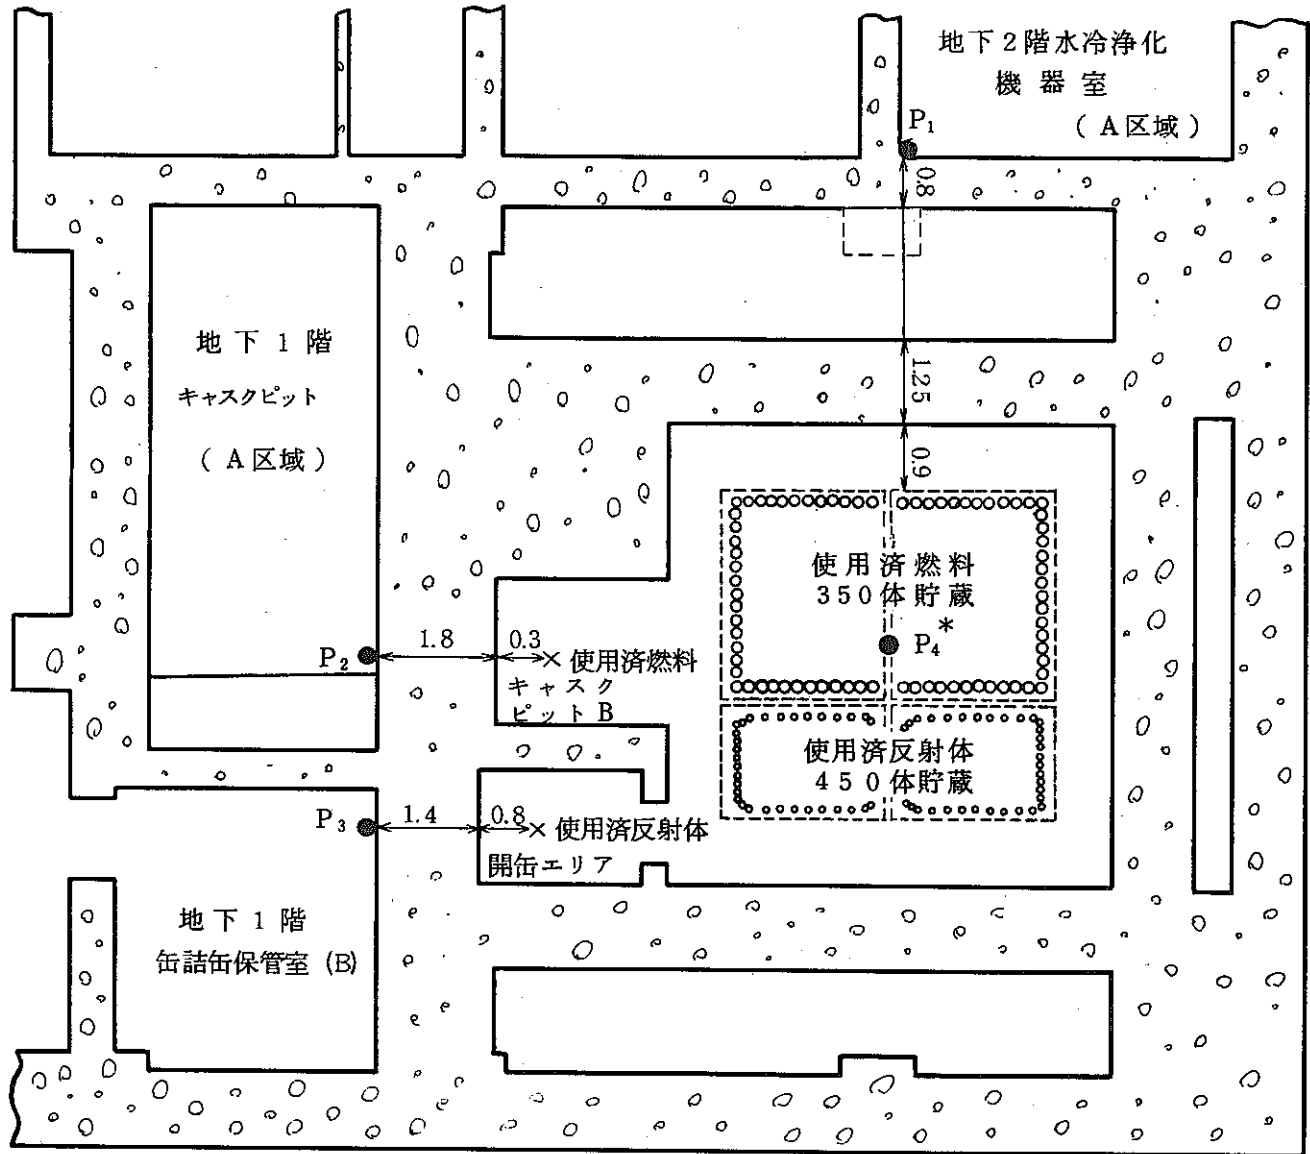 地下2階水冷浄化
機器室
(A区域)
P₁
0.8
地下1階
キャスクピット
(A区域)
1.25
0.9
使用済燃料
350体貯蔵
P₄*
P₂
1.8
0.3
使用済燃料
キャスク
ピットB
使用済反射体
450体貯蔵
P₃
1.4
0.8
使用済反射体
開缶エリア
地下1階
缶詰缶保管室(B)